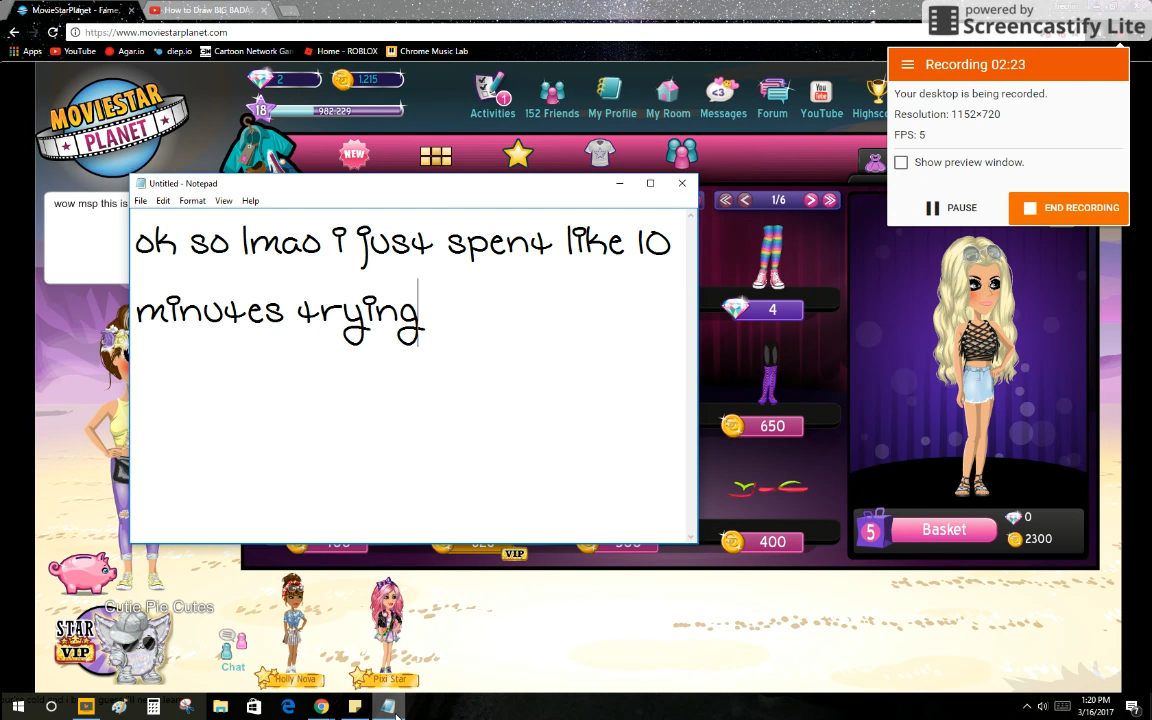 MovieStarPlanet - Fame,
How to Draw BIG BADA
powered by
Screencastify Lite
https://www.moviestarplanet.com
Apps YouTube Agar.io diep.io Cartoon Network Gam Home - ROBLOX Chrome Music Lab
Recording 02:23
Your desktop is being recorded.
Resolution: 1152×720
FPS: 5
Show preview window.
PAUSE
END RECORDING
MOVIESTAR
PLANET
2
1.215
18
982 229
1
<3
You Tube
Activities 152 Friends My Profile My Room Messages Forum YouTube Highsc
NEW
wow msp this is
Untitled - Notepad
File Edit Format View Help
ok so lmao i just spent like 10
minutes trying
1/6
4
650
400
VIP
5 Basket
0
2300
Cutie Pie Cutes
STAR
VIP
Chat
Holly Nova
Pixi Star
1:20 PM
3/16/2017